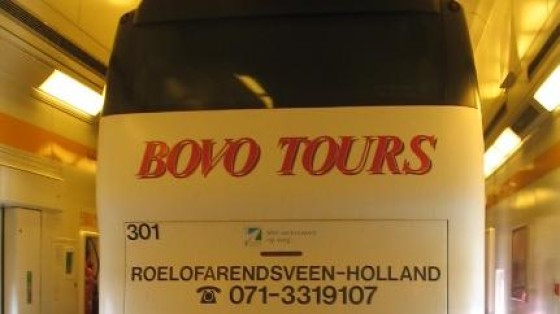 BOVO TOURS
301
ROELOFARENDSVEEN-HOLLAND
☎ 071-3319107